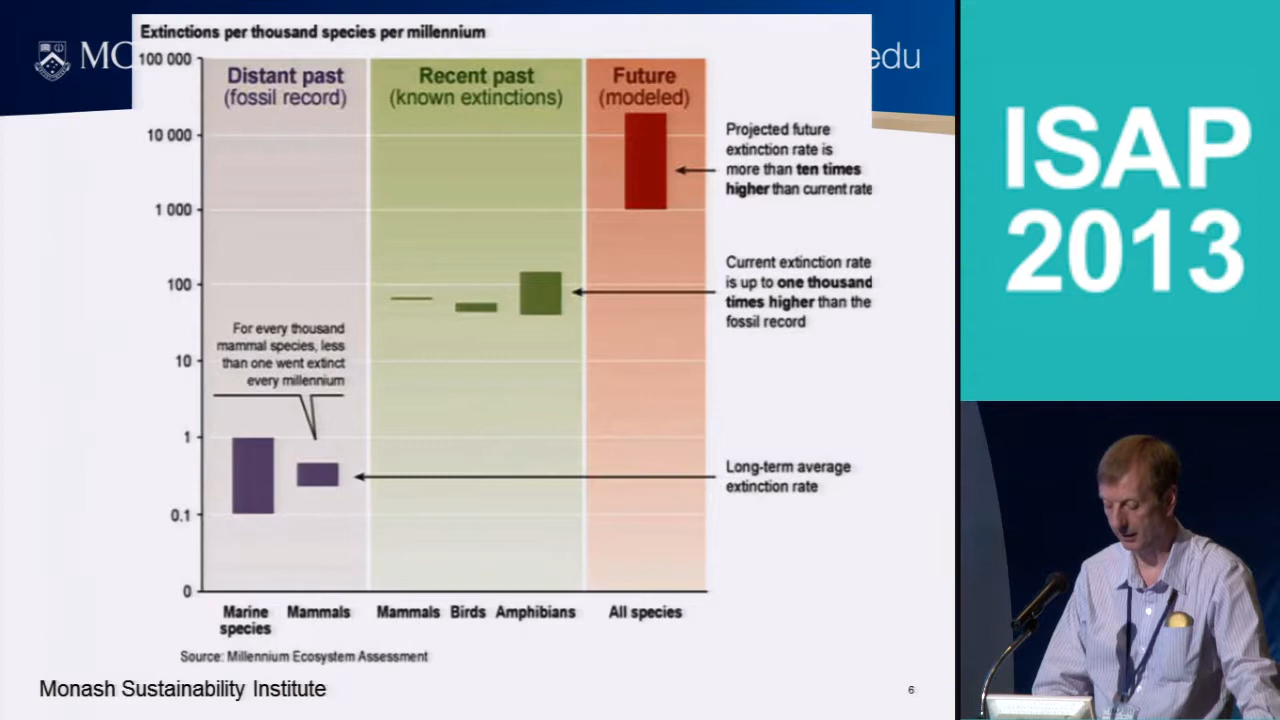 Extinctions per thousand species per millennium
MO
edu
100 000
10 000
1 000
100
10
1
0.1
0
Distant past
(fossil record)
Recent past
(known extinctions)
Future
(modeled)
Projected future
extinction rate is
more than ten times
higher than current rate
Current extinction rate
is up to one thousand
times higher than the
fossil record
For every thousand
mammal species, less
than one went extinct
every millennium
Long-term average
extinction rate
Marine
species
Mammals
Mammals
Birds
Amphibians
All species
Source: Millennium Ecosystem Assessment
Monash Sustainability Institute
6
ISAP
2013